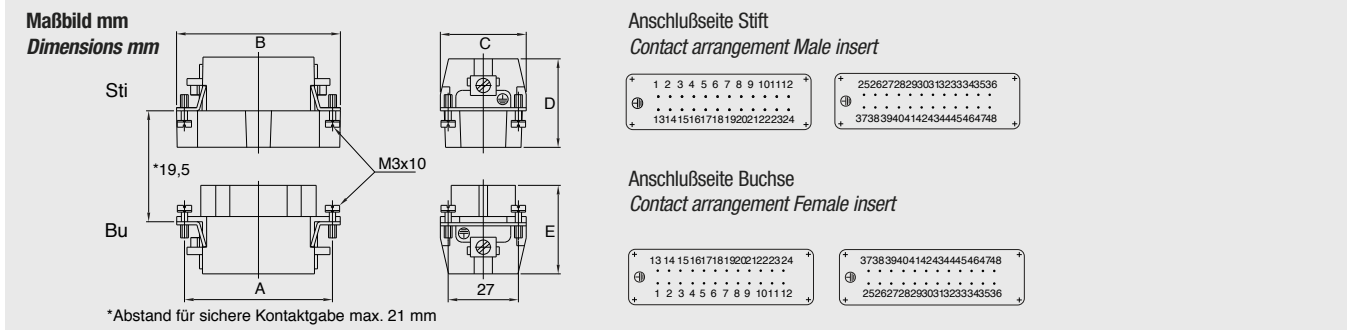 Maßbild mm
Dimensions mm
B
C
Sti
D
*19,5
M3x10
Bu
E
A
27
*Abstand für sichere Kontaktgabe max. 21 mm
Anschlußseite Stift
Contact arrangement Male insert
1 2 3 4 5 6 7 8 9 10 11 12
13 14 15 16 17 18 19 20 21 22 23 24
25 26 27 28 29 30 31 32 33 34 35 36
37 38 39 40 41 42 43 44 45 46 47 48
Anschlußseite Buchse
Contact arrangement Female insert
13 14 15 16 17 18 19 20 21 22 23 24
1 2 3 4 5 6 7 8 9 10 11 12
37 38 39 40 41 42 43 44 45 46 47 48
25 26 27 28 29 30 31 32 33 34 35 36